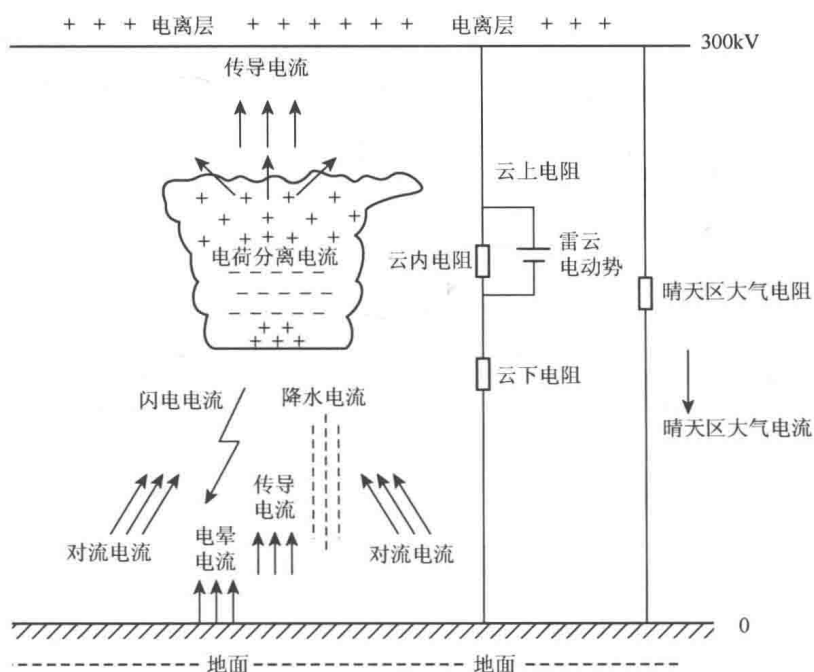 + + + + 电离层 + + + + 电离层 + + +
300kV
传导电流
云上电阻
+ + + +
+ + + +
+ + + + +
电荷分离电流
云内电阻
雷云
电动势
晴天区大气电阻
+ +
+ + + +
云下电阻
闪电电流
降水电流
晴天区大气电流
传导
电流
电晕
电流
对流电流
对流电流
0
地面
地面